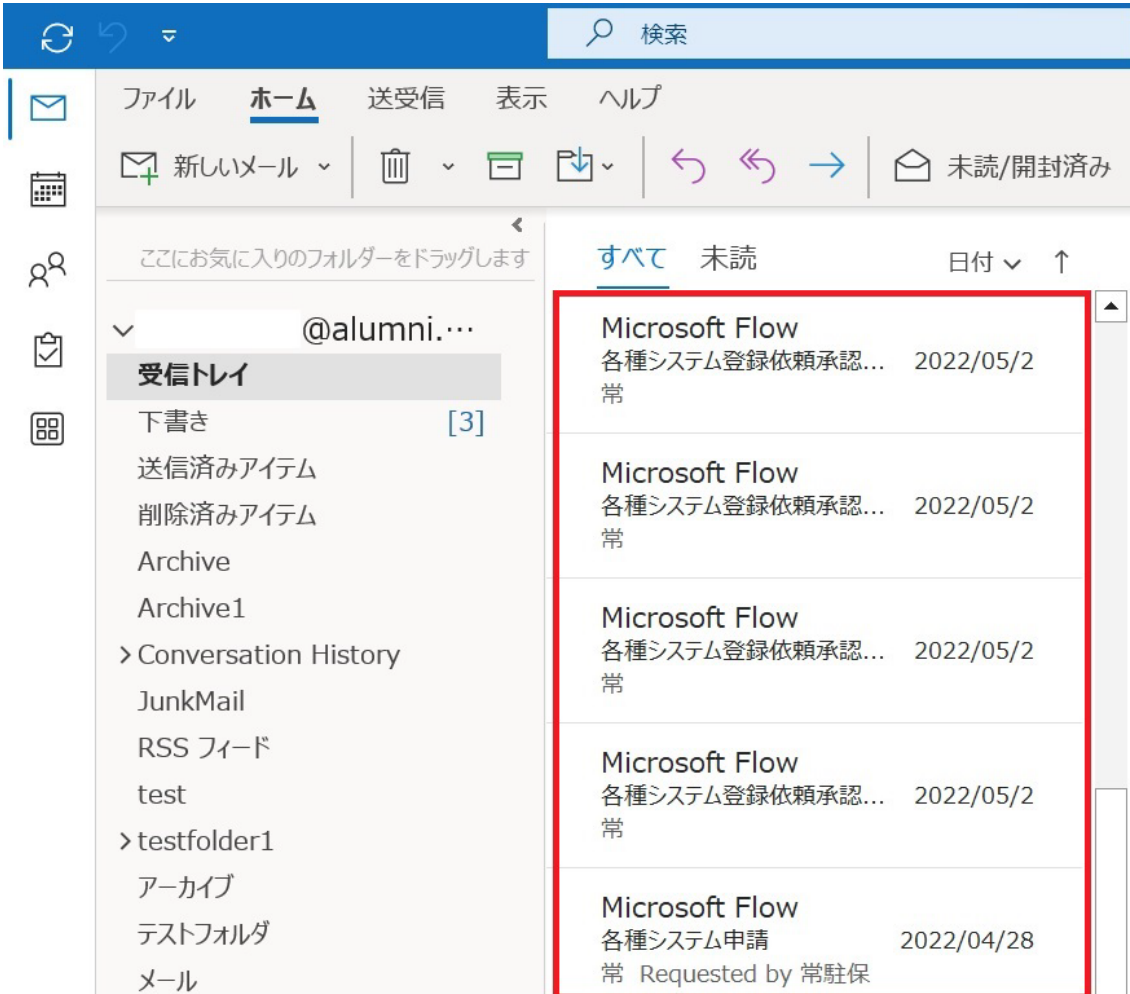 検索
ファイル ホーム 送受信 表示 ヘルプ
新しいメール 未読/開封済み
ここにお気に入りのフォルダーをドラッグします
@alumni.…
受信トレイ
下書き [3]
送信済みアイテム
削除済みアイテム
Archive
Archive1
Conversation History
JunkMail
RSS フィード
test
testfolder1
アーカイブ
テストフォルダ
メール
すべて 未読 日付
Microsoft Flow
各種システム登録依頼承認... 2022/05/2
常
Microsoft Flow
各種システム登録依頼承認... 2022/05/2
常
Microsoft Flow
各種システム登録依頼承認... 2022/05/2
常
Microsoft Flow
各種システム登録依頼承認... 2022/05/2
常
Microsoft Flow
各種システム申請 2022/04/28
常 Requested by 常駐保